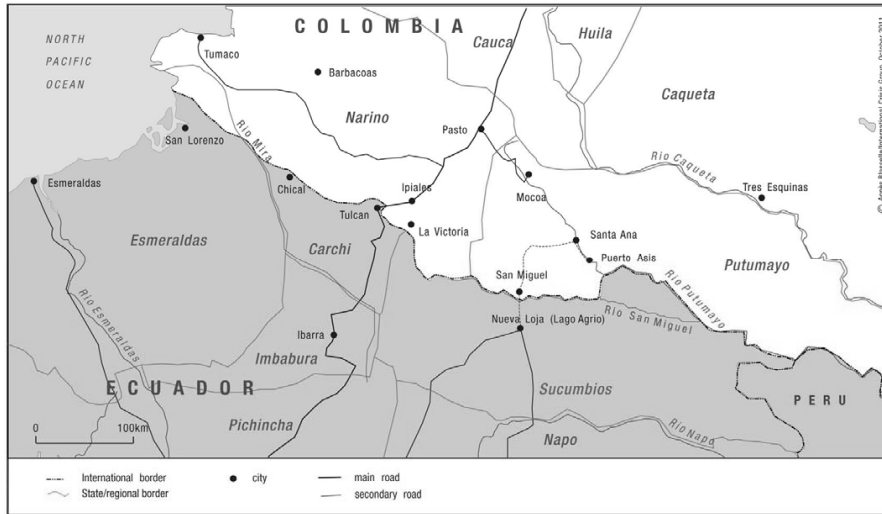 COLOMBIA
NORTH
PACIFIC
OCEAN
Tumaco
Cauca
Huila
Barbacoas
Caqueta
Narino
Pasto
San Lorenzo
Rio Mira
Rio Caqueta
Esmeraldas
Chical
Ipiales
Mocoa
Tres Esquinas
Tulcan
La Victoria
Esmeraldas
Carchi
Santa Ana
Puerto Asis
Putumayo
San Miguel
Rio Putumayo
Rio San Miguel
Nueva Loja (Lago Agrio)
Rio Esmeraldas
Ibarra
Imbabura
ECUADOR
Sucumbios
PERU
Pichincha
Rio Napo
Napo
0 100km
International border
city
main road
State/regional border
secondary road